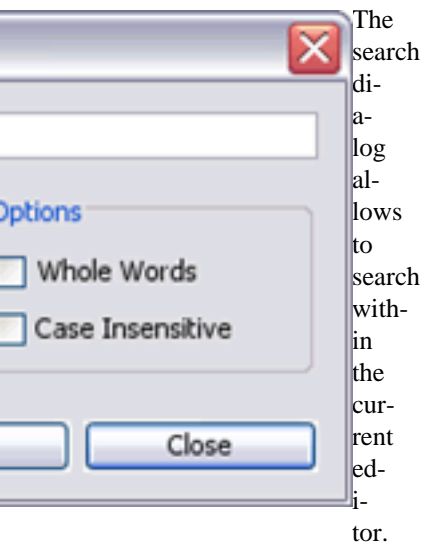 Options
Whole Words
Case Insensitive
Close
The
search
di-
a-
log
al-
lows
to
search
with-
in
the
cur-
rent
ed-
i-
tor.